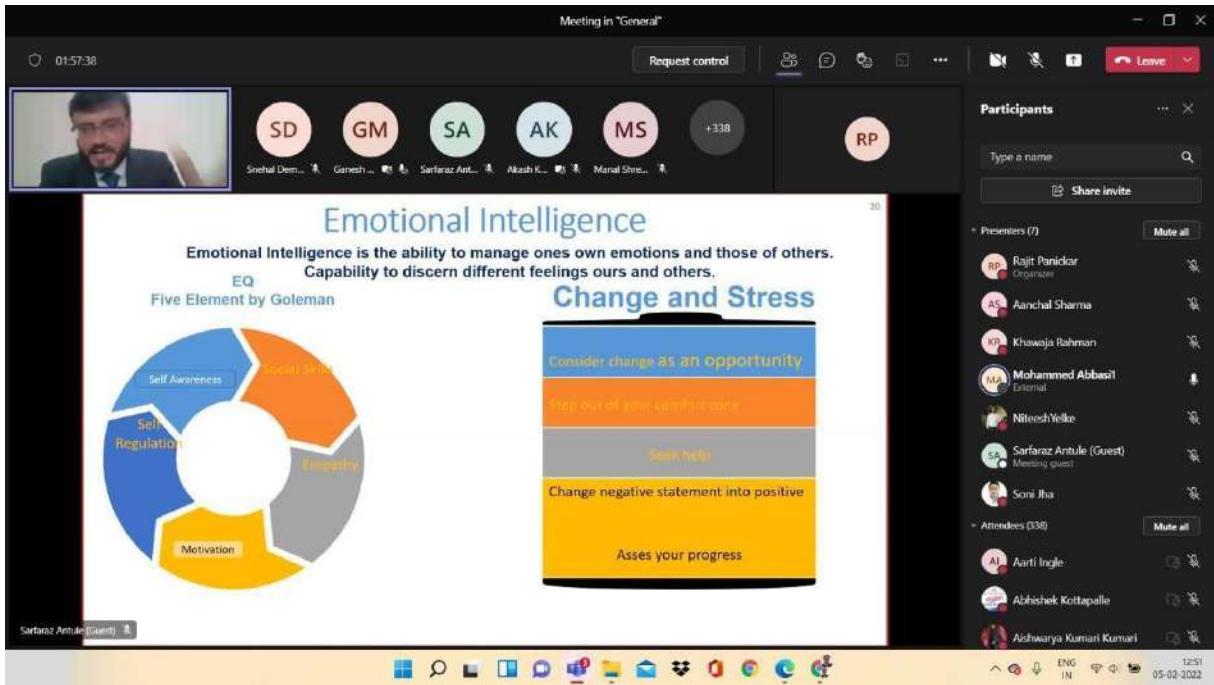 Meeting in "General"
01:57:38
Request control
Leave
SD
GM
SA
AK
MS
+338
RP
Snehal Dem...
Ganesh ...
Sarfaraz Ant...
Akash K...
Manal Shre...
Participants
Type a name
Share invite
Presenters (7)
Mute all
RP
Rajit Panickar
Organizer
AS
Aanchal Sharma
KR
Khawaja Rahman
MA
Mohammed Abbasi1
External
NiteeshYelke
SA
Sarfaraz Antule (Guest)
Meeting guest
Soni Jha
Attendees (338)
Mute all
AI
Aarti Ingle
Abhishek Kottapalle
Aishwarya Kumari Kumari
20
Emotional Intelligence
Emotional Intelligence is the ability to manage ones own emotions and those of others.
Capability to discern different feelings ours and others.
EQ
Five Element by Goleman
Self Awareness
Social Skills
Self
Regulation
Empathy
Motivation
Change and Stress
Consider change as an opportunity
Step out of your comfort zone
Seek help
Change negative statement into positive
Asses your progress
Sarfaraz Antule (Guest)
ENG
IN
12:51
05-02-2022